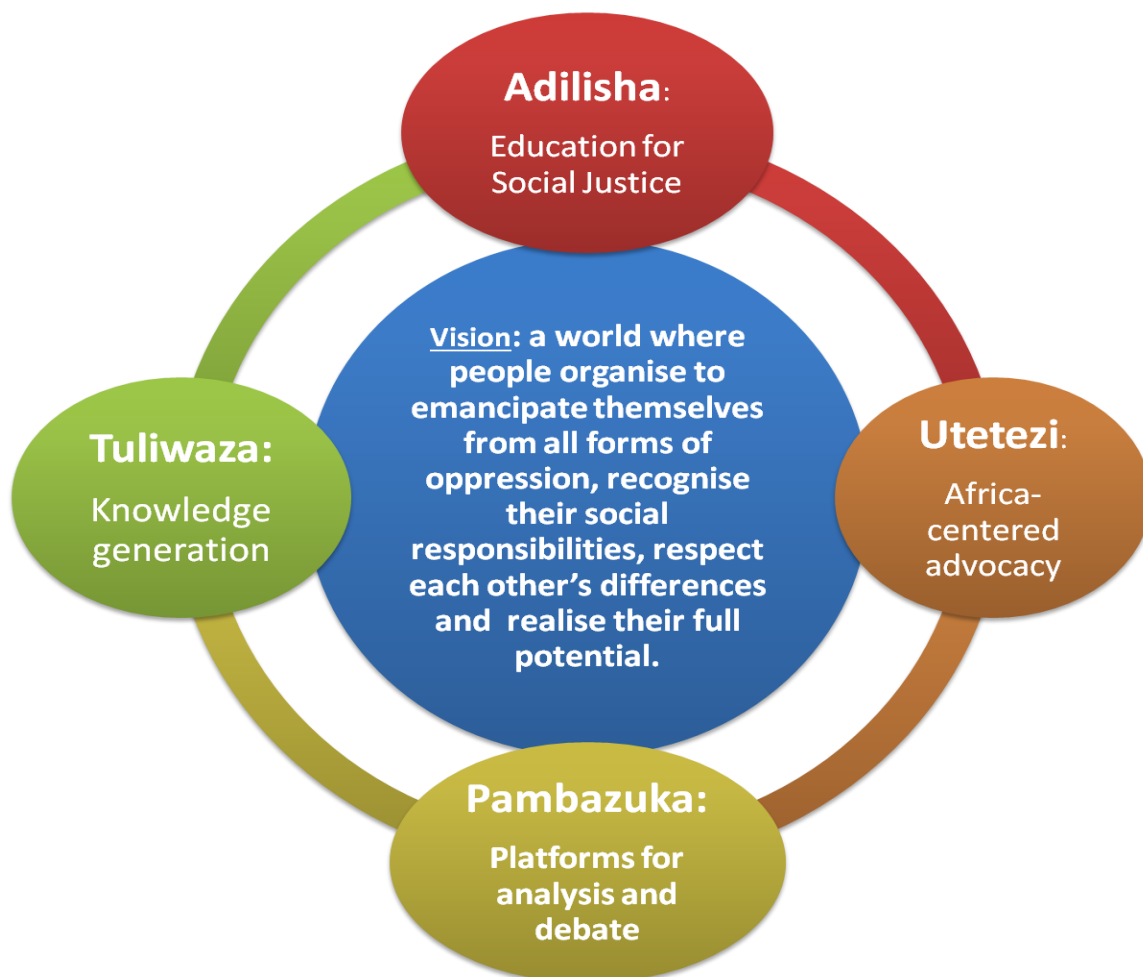 Adilisha:
Education for
Social Justice
Vision: a world where
people organise to
emancipate themselves
from all forms of
oppression, recognise
their social
responsibilities, respect
each other’s differences
and realise their full
potential.
Tuliwaza:
Knowledge
generation
Utetezi:
Africa-
centered
advocacy
Pambazuka:
Platforms for
analysis and
debate